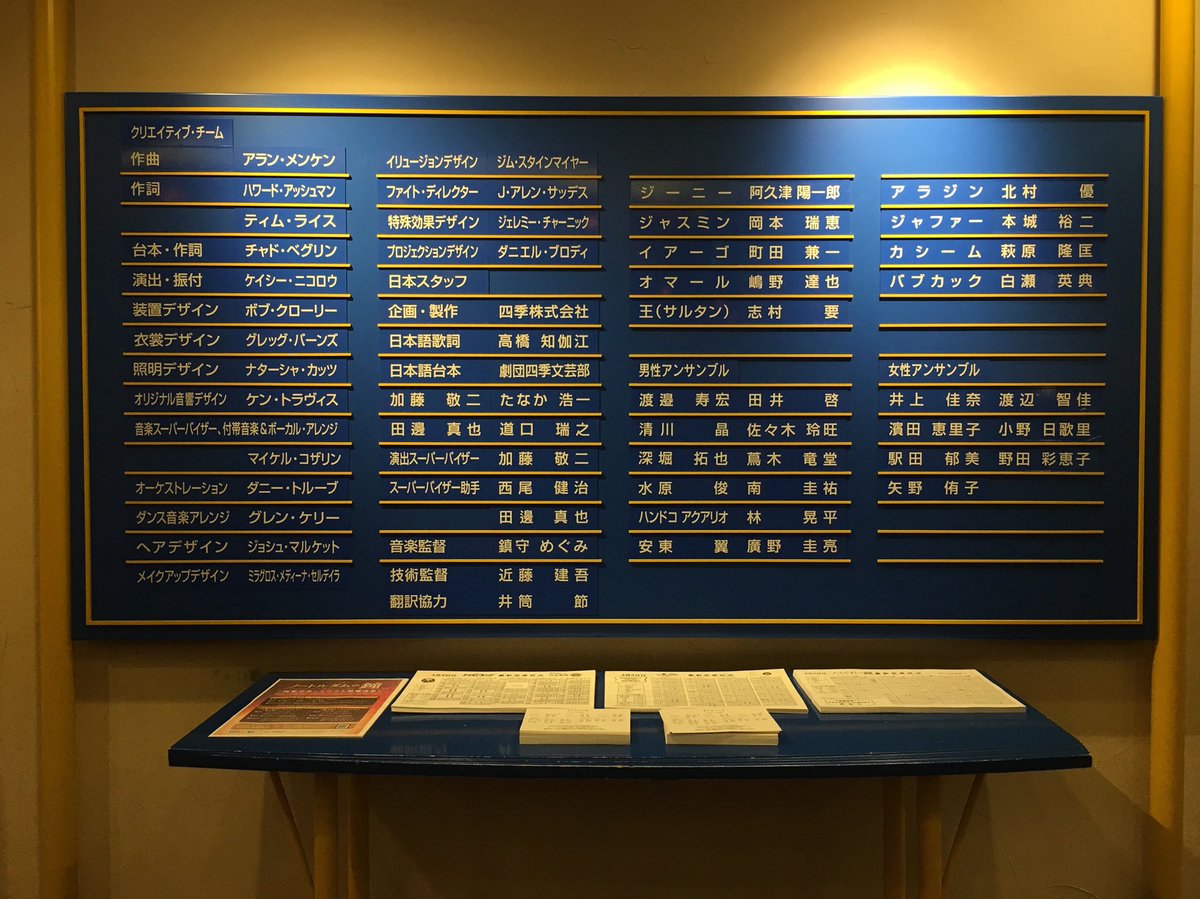 クリエイティブ・チーム
作曲 アラン・メンケン
作詞 ハワード・アッシュマン
ティム・ライス
台本・作詞 チャド・ベグリン
演出・振付 ケイシー・ニコロウ
装置デザイン ボブ・クローリー
衣裳デザイン グレッグ・バーンズ
照明デザイン ナターシャ・カッツ
オリジナル音響デザイン ケン・トラヴィス
音楽スーパーバイザー、付帯音楽&ボーカル・アレンジ
マイケル・コザリン
オーケストレーション ダニー・トルーブ
ダンス音楽アレンジ グレン・ケリー
ヘアデザイン ジョシュ・マルケット
メイクアップデザイン ミラグロス・メディーナ・セルデイラ
イリュージョンデザイン ジム・スタインマイヤー
ファイト・ディレクター J・アレン・サッデス
特殊効果デザイン ジェレミー・チャーニック
プロジェクションデザイン ダニエル・ブロディ
日本スタッフ
企画・製作 四季株式会社
日本語歌詞 高橋 知伽江
日本語台本 劇団四季文芸部
加藤 敬二 たなか 浩一
田邊 真也 道口 瑞之
演出スーパーバイザー 加藤 敬二
スーパーバイザー助手 西尾 健治
田邊 真也
音楽監督 鎮守 めぐみ
技術監督 近藤 建吾
翻訳協力 井筒 節
ジーニー 阿久津 陽一郎
ジャスミン 岡本 瑞恵
イアーゴ 町田 兼一
オマール 嶋野 達也
王(サルタン) 志村 要
男性アンサンブル
渡邉 寿宏 田井 啓
清川 晶 佐々木 玲旺
深堀 拓也 蔦木 竜堂
水原 俊 南 圭祐
ハンドコ アクアリオ 林 晃平
安東 翼 廣野 圭亮
アラジン 北村 優
ジャファー 本城 裕二
カシーム 萩原 隆匡
バブカック 白瀬 英典
女性アンサンブル
井上 佳奈 渡辺 智佳
濱田 恵里子 小野 日歌里
駅田 郁美 野田 彩恵子
矢野 侑子